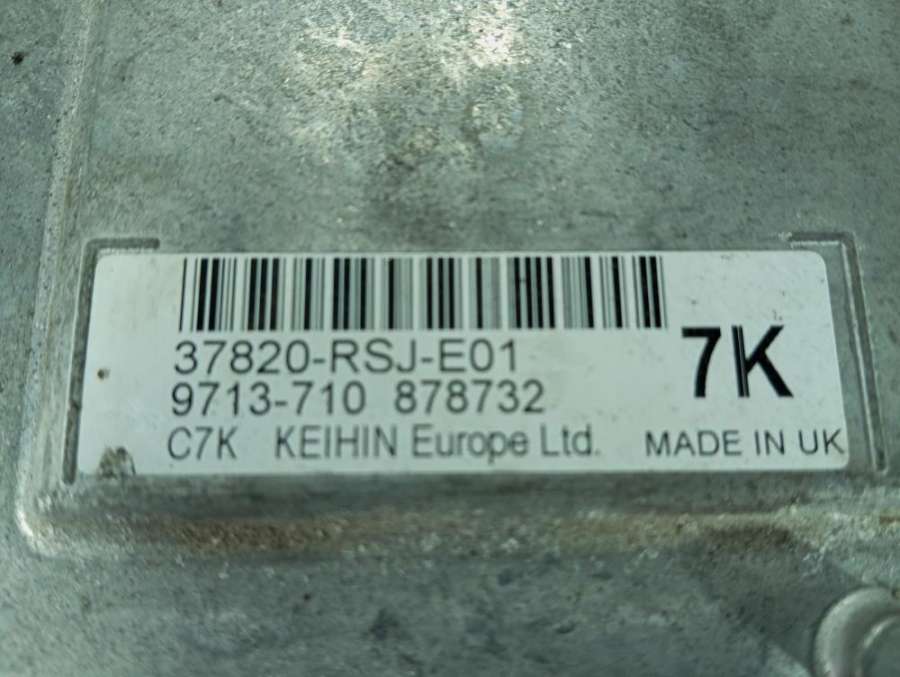 37820-RSJ-E01
7K
9713-710 878732
C7K KEIHIN Europe Ltd. MADE IN UK